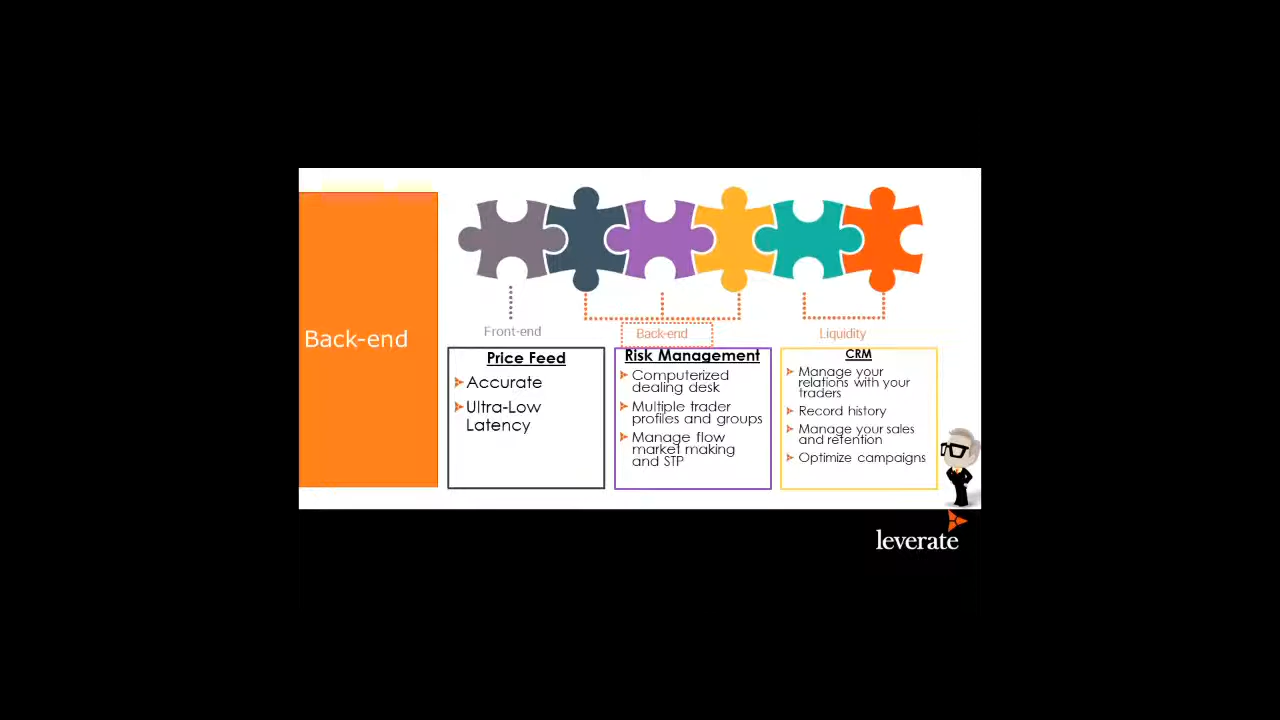 Back-end
Front-end
Back-end
Liquidity
Price Feed
Accurate
Ultra-Low
Latency
Risk Management
Computerized
dealing desk
Multiple trader
profiles and groups
Manage flow
market making
and STP
CRM
Manage your
relations with your
traders
Record history
Manage your sales
and retention
Optimize campaigns
leverate